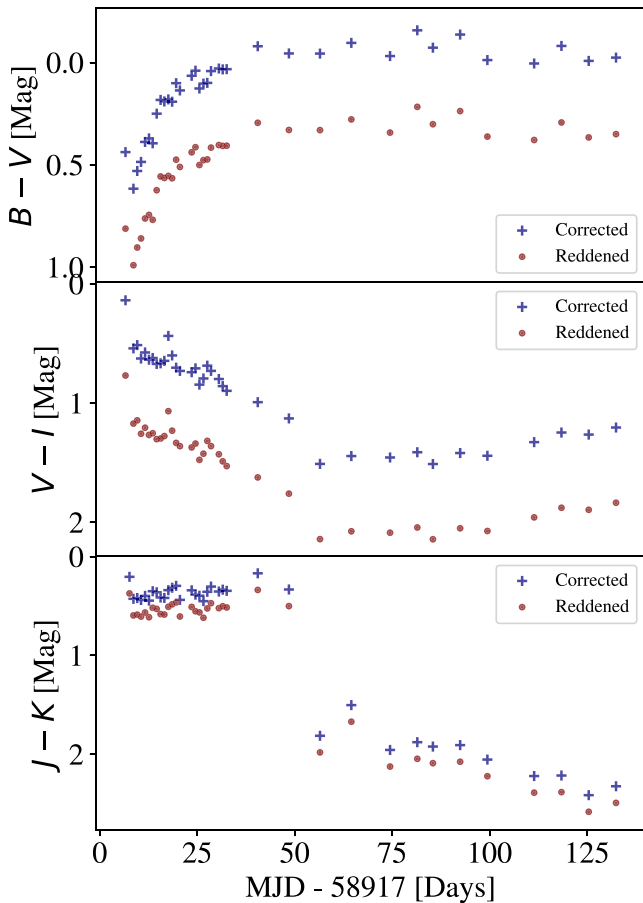 0.0
0.5
1.0
B − V [Mag]
Corrected
Reddened
0
1
2
V − I [Mag]
Corrected
Reddened
0
1
2
J − K [Mag]
Corrected
Reddened
0 25 50 75 100 125
MJD - 58917 [Days]